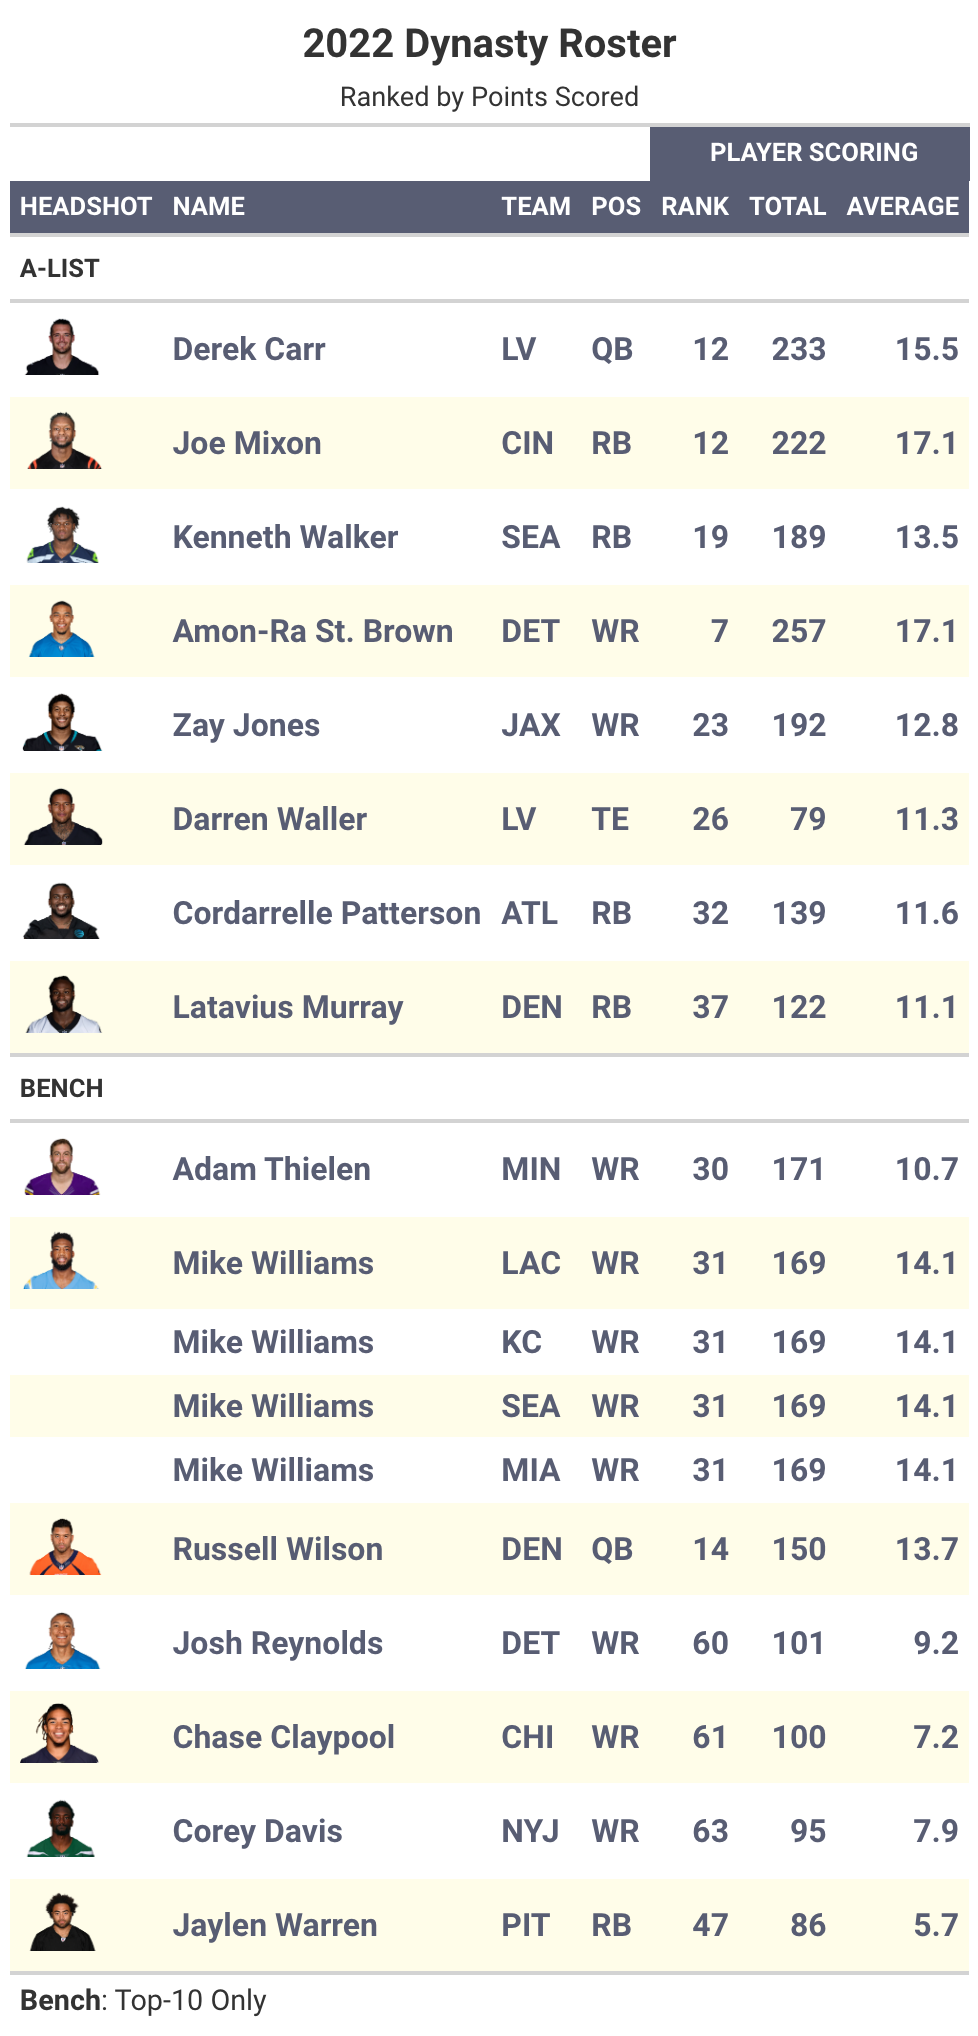 2022 Dynasty Roster
Ranked by Points Scored
PLAYER SCORING
HEADSHOT NAME TEAM POS RANK TOTAL AVERAGE
A-LIST
Derek Carr LV QB 12 233 15.5
Joe Mixon CIN RB 12 222 17.1
Kenneth Walker SEA RB 19 189 13.5
Amon-Ra St. Brown DET WR 7 257 17.1
Zay Jones JAX WR 23 192 12.8
Darren Waller LV TE 26 79 11.3
Cordarrelle Patterson ATL RB 32 139 11.6
Latavius Murray DEN RB 37 122 11.1
BENCH
Adam Thielen MIN WR 30 171 10.7
Mike Williams LAC WR 31 169 14.1
Mike Williams KC WR 31 169 14.1
Mike Williams SEA WR 31 169 14.1
Mike Williams MIA WR 31 169 14.1
Russell Wilson DEN QB 14 150 13.7
Josh Reynolds DET WR 60 101 9.2
Chase Claypool CHI WR 61 100 7.2
Corey Davis NYJ WR 63 95 7.9
Jaylen Warren PIT RB 47 86 5.7
Bench: Top-10 Only